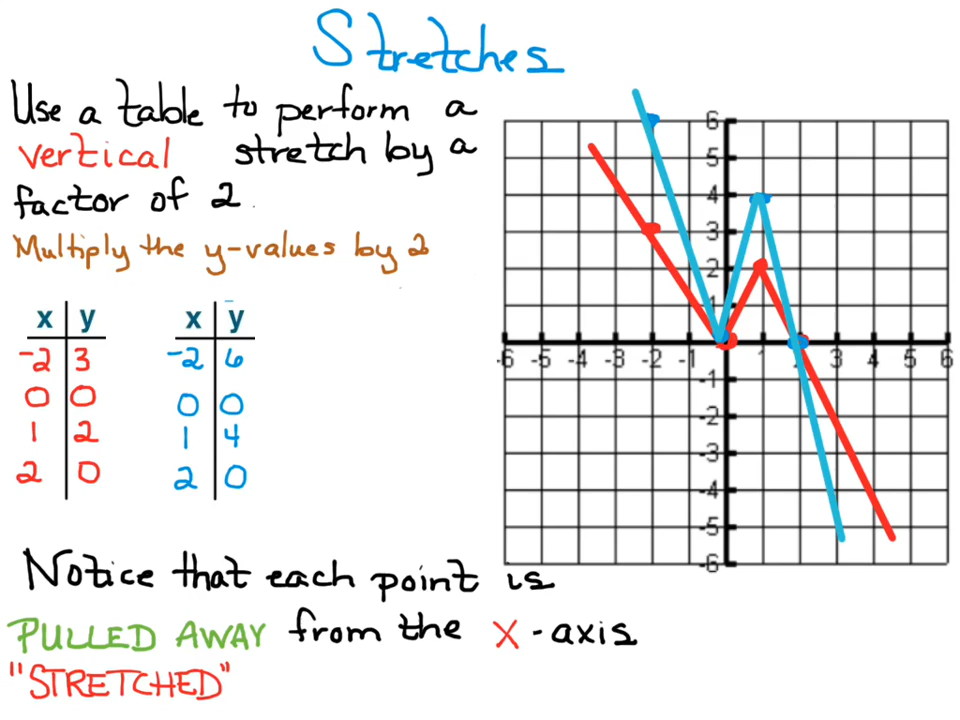 Stretches
Use a table to perform a
vertical stretch by a
factor of 2.
Multiply the y-values by 2
x y
-2 3
0 0
1 2
2 0
x y
-2 6
0 0
1 4
2 0
6
5
4
3
2
1
-6 -5 -4 -3 -2 -1 1 3 4 5 6
-1
-2
-3
-4
-5
-6
Notice that each point is
PULLED AWAY from the X-axis
"STRETCHED"